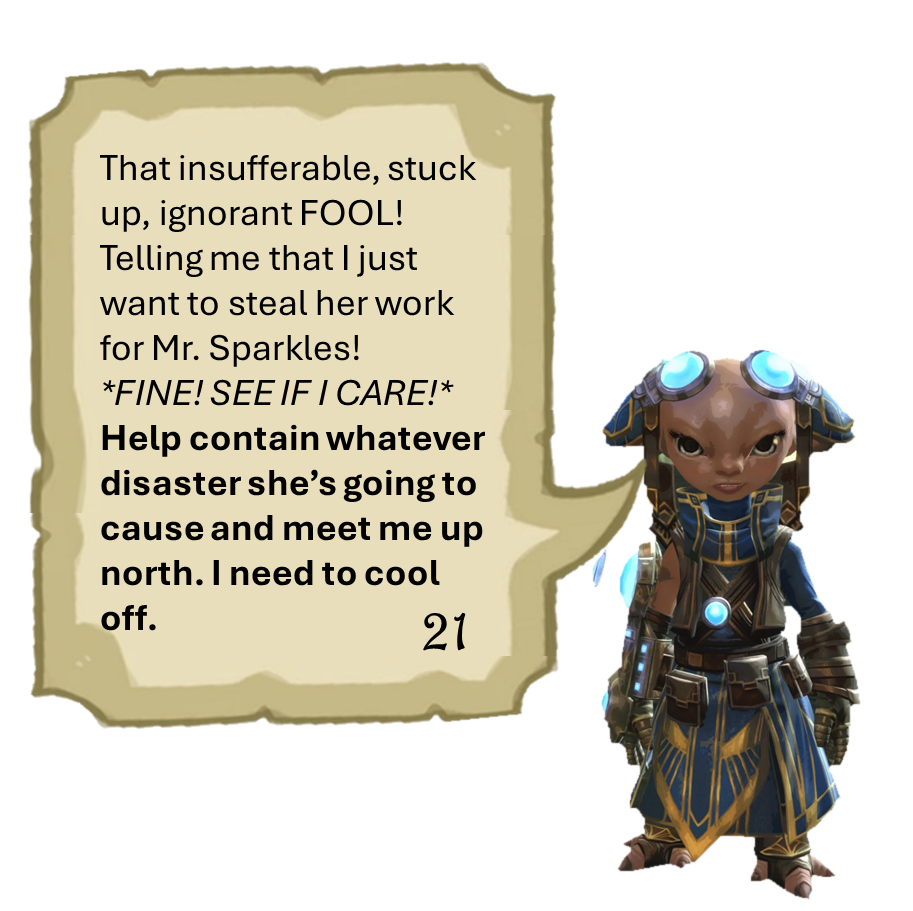 That insufferable, stuck
up, ignorant FOOL!
Telling me that I just
want to steal her work
for Mr. Sparkles!
*FINE! SEE IF I CARE!*
Help contain whatever
disaster she’s going to
cause and meet me up
north. I need to cool
off.
21